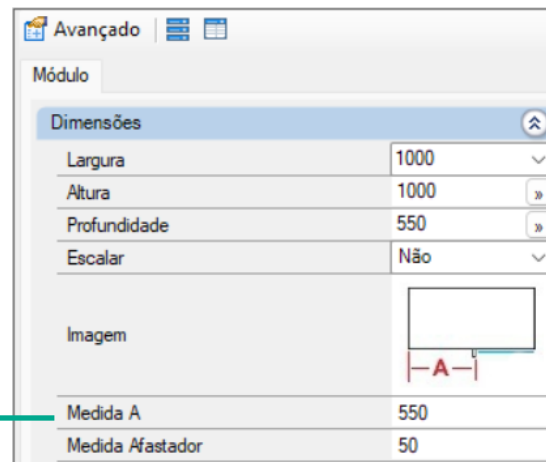 Avançado
Módulo
Dimensões
Largura 1000
Altura 1000
Profundidade 550
Escalar Não
Imagem
A
Medida A 550
Medida Afastador 50